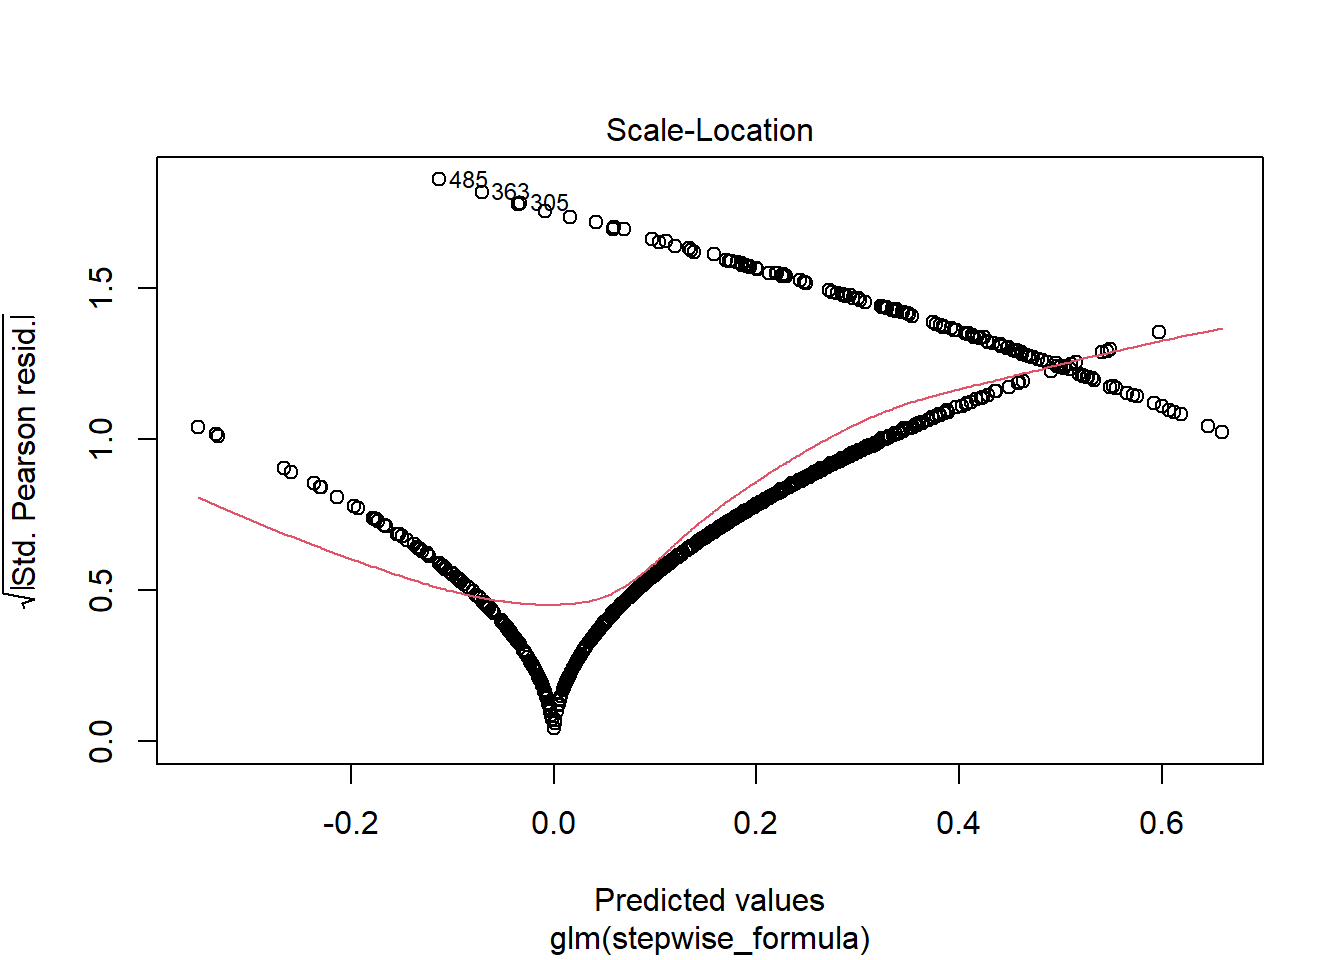 Scale-Location
√|Std. Pearson resid.|
1.5
1.0
0.5
0.0
485
363
305
-0.2 0.0 0.2 0.4 0.6
Predicted values
glm(stepwise_formula)